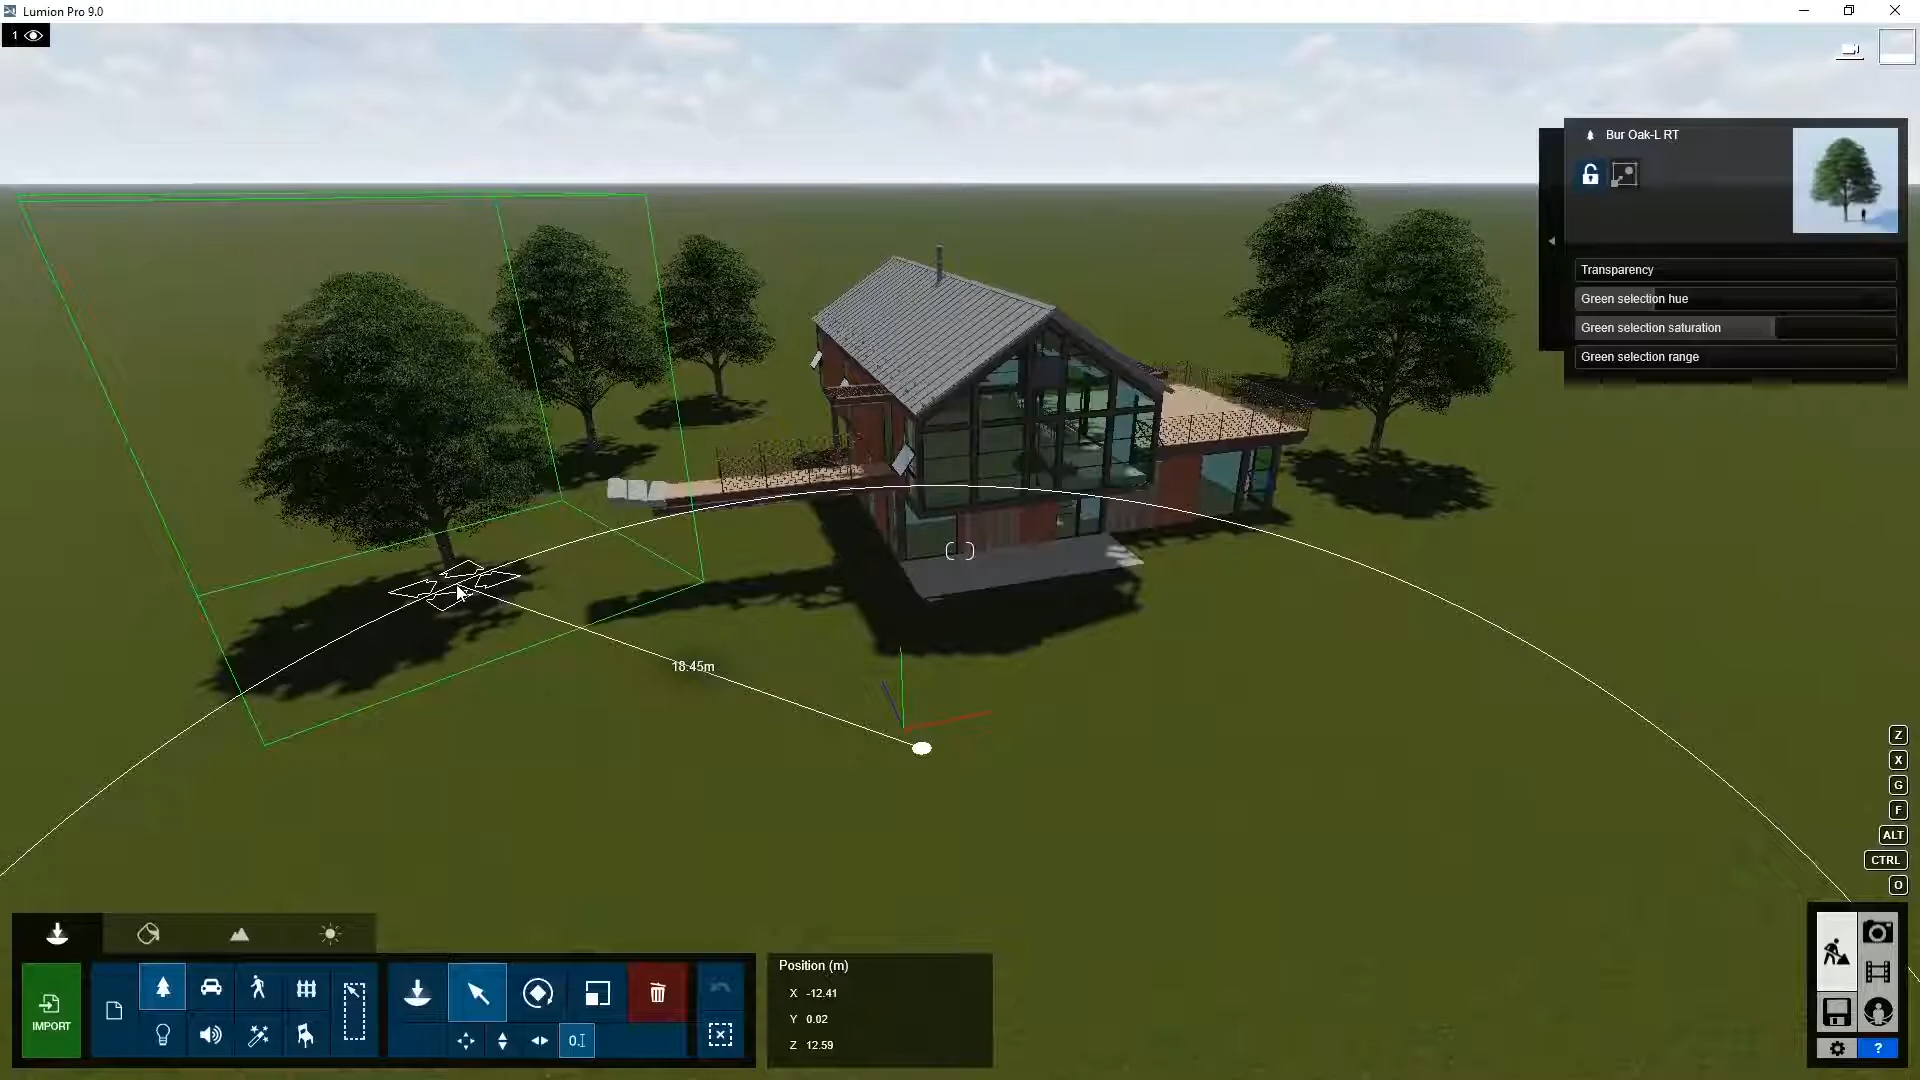 Lumion Pro 9.0
1
Bur Oak-L RT
Transparency
Green selection hue
Green selection saturation
Green selection range
18.45m
Z
X
G
F
ALT
CTRL
O
IMPORT
0.
Position (m)
X -12.41
Y 0.02
Z 12.59
?